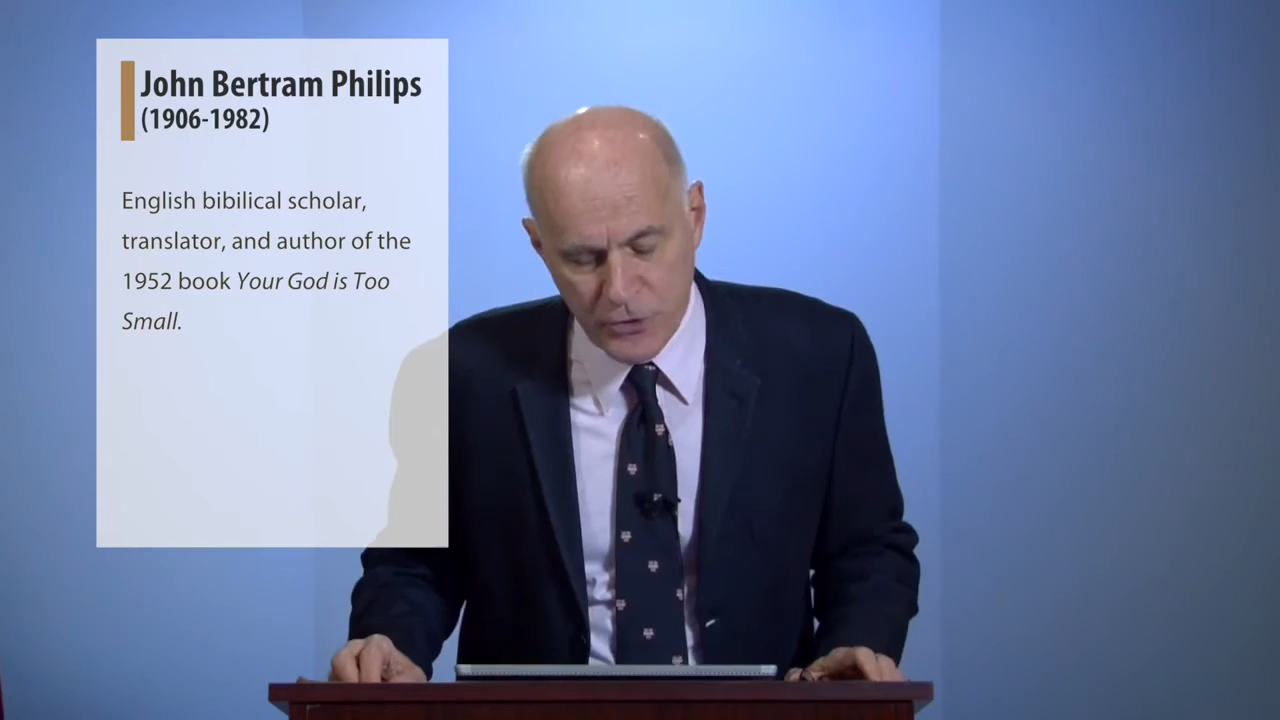 John Bertram Philips
(1906-1982)
English bibilical scholar,
translator, and author of the
1952 book Your God is Too
Small.